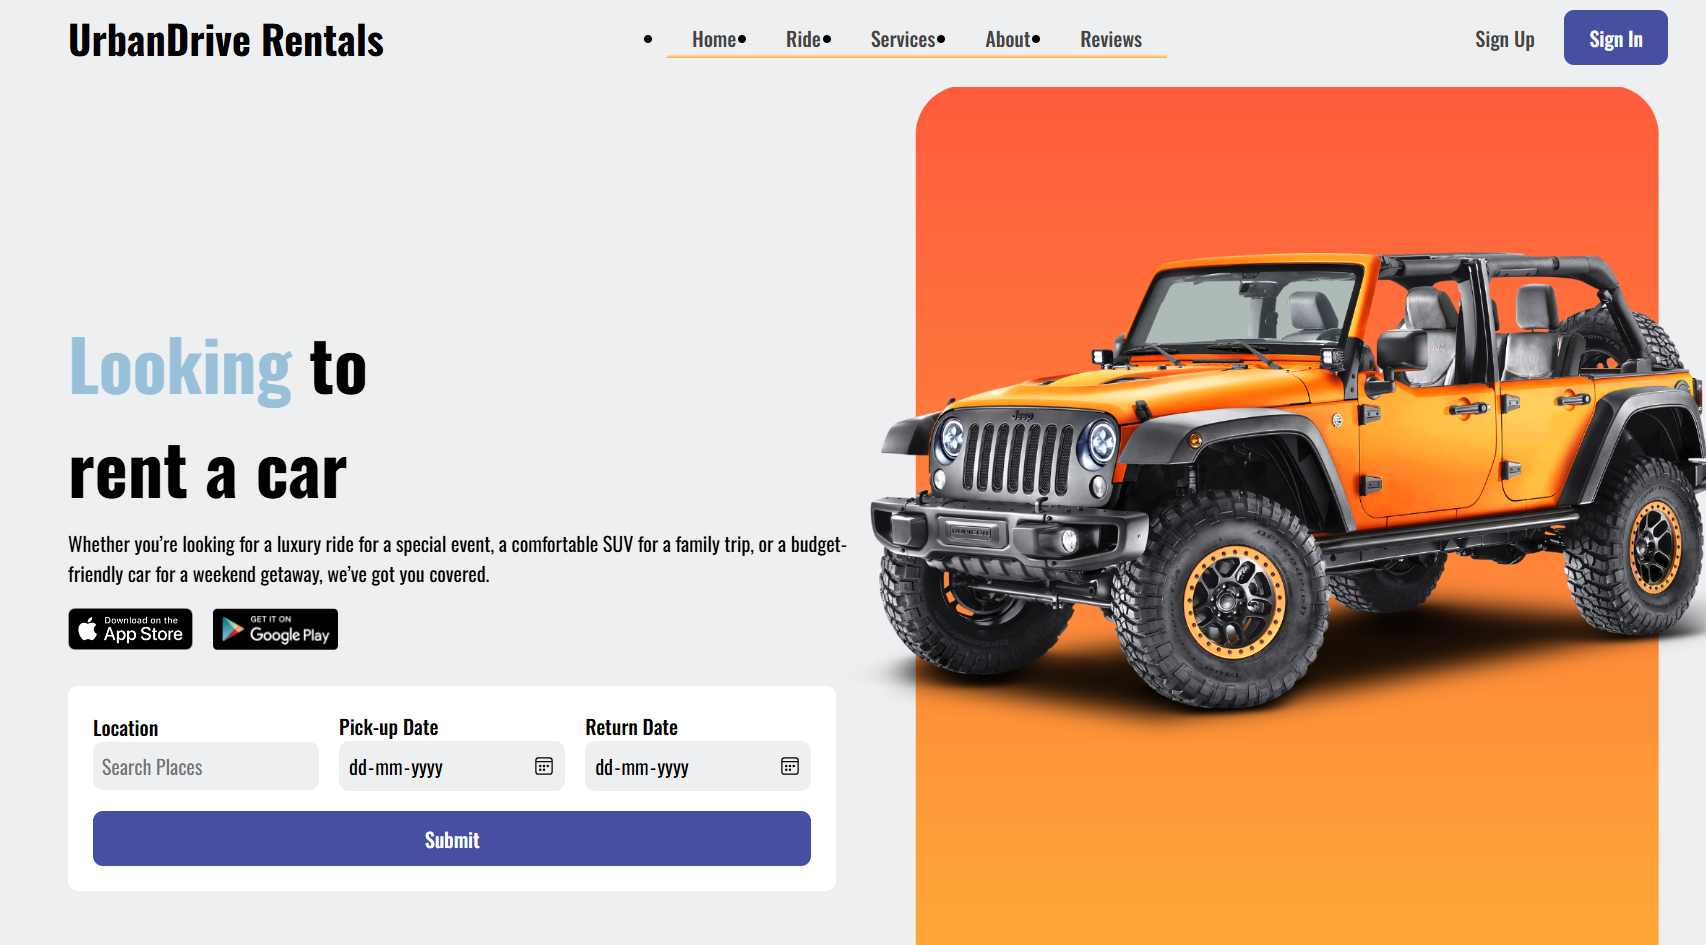 UrbanDrive Rentals
Home Ride Services About Reviews
Sign Up Sign In
Looking to
rent a car
Whether you’re looking for a luxury ride for a special event, a comfortable SUV for a family trip, or a budget-
friendly car for a weekend getaway, we’ve got you covered.
Download on the
App Store
GET IT ON
Google Play
Location Pick-up Date Return Date
Search Places dd-mm-yyyy dd-mm-yyyy
Submit
Jeep